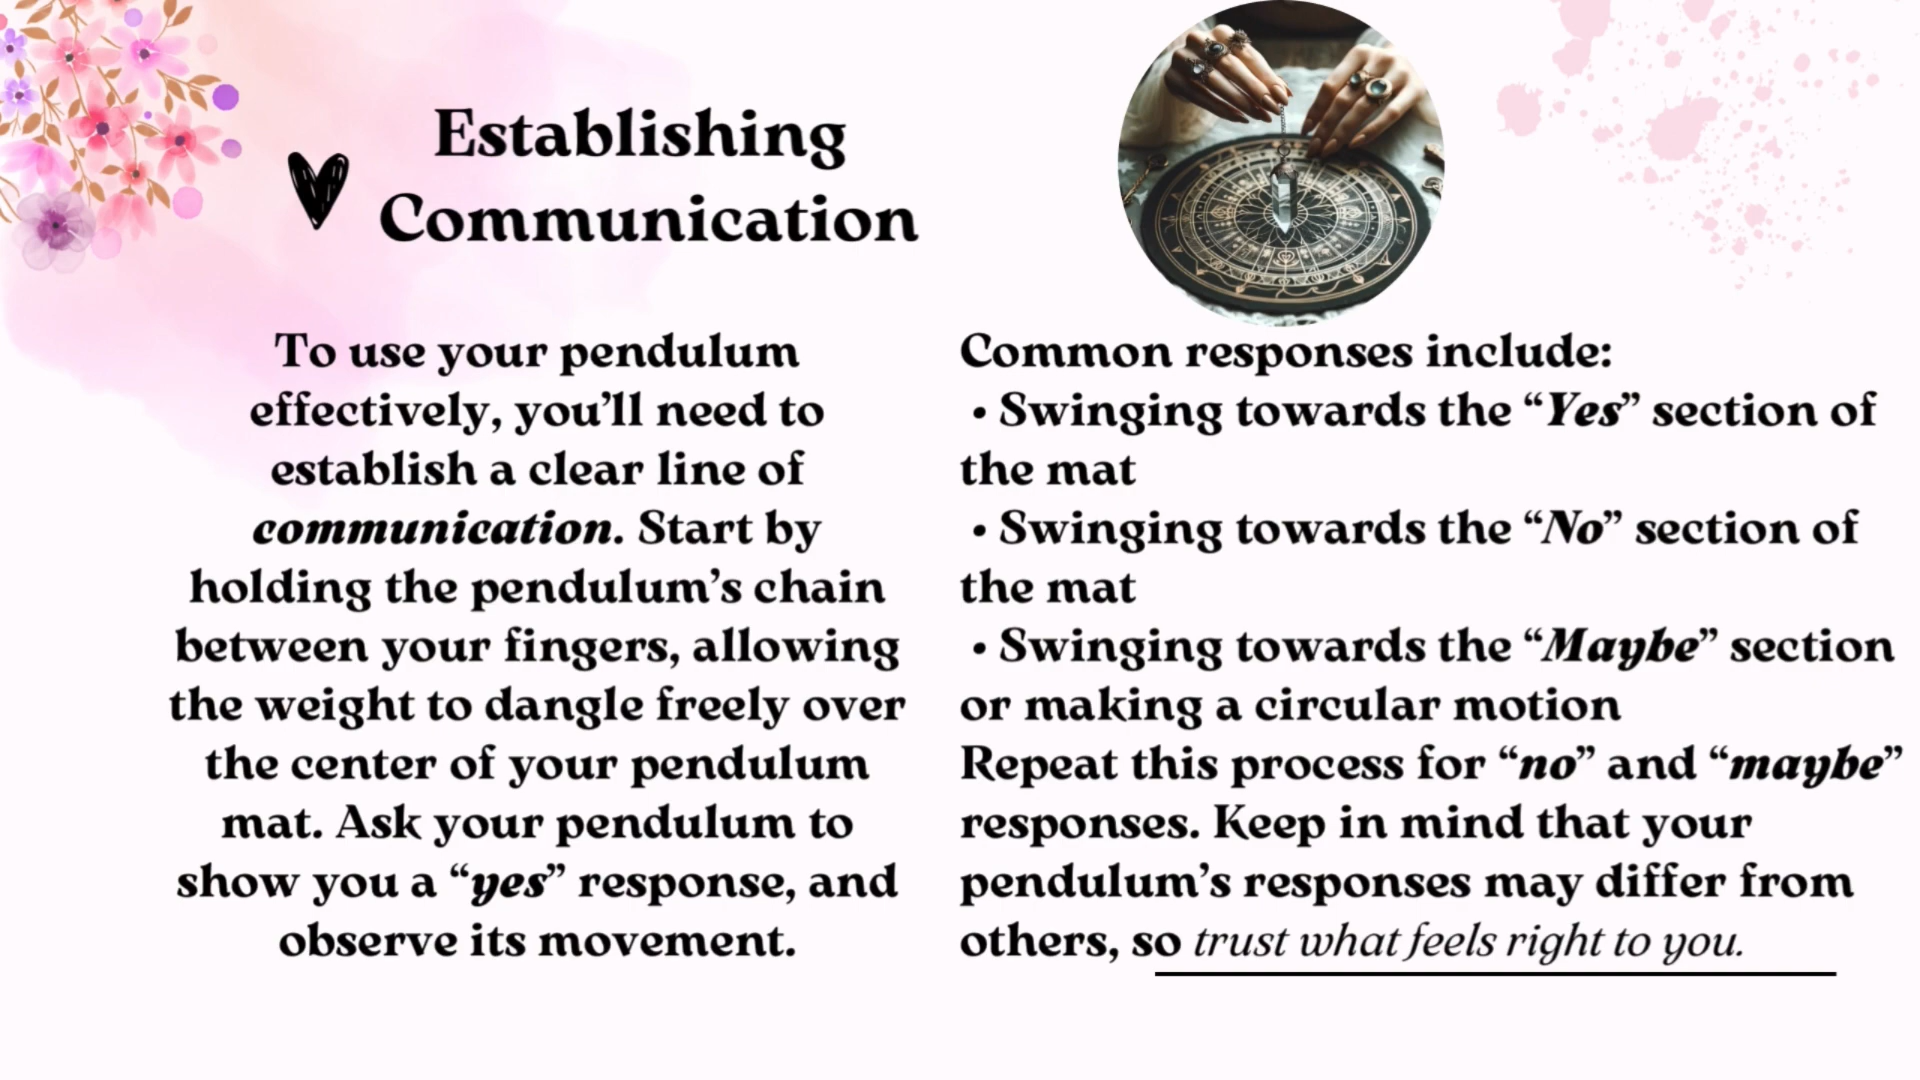 Establishing
Communication
To use your pendulum
effectively, you’ll need to
establish a clear line of
communication. Start by
holding the pendulum’s chain
between your fingers, allowing
the weight to dangle freely over
the center of your pendulum
mat. Ask your pendulum to
show you a “yes” response, and
observe its movement.
Common responses include:
• Swinging towards the “Yes” section of
the mat
• Swinging towards the “No” section of
the mat
• Swinging towards the “Maybe” section
or making a circular motion
Repeat this process for “no” and “maybe”
responses. Keep in mind that your
pendulum’s responses may differ from
others, so trust what feels right to you.